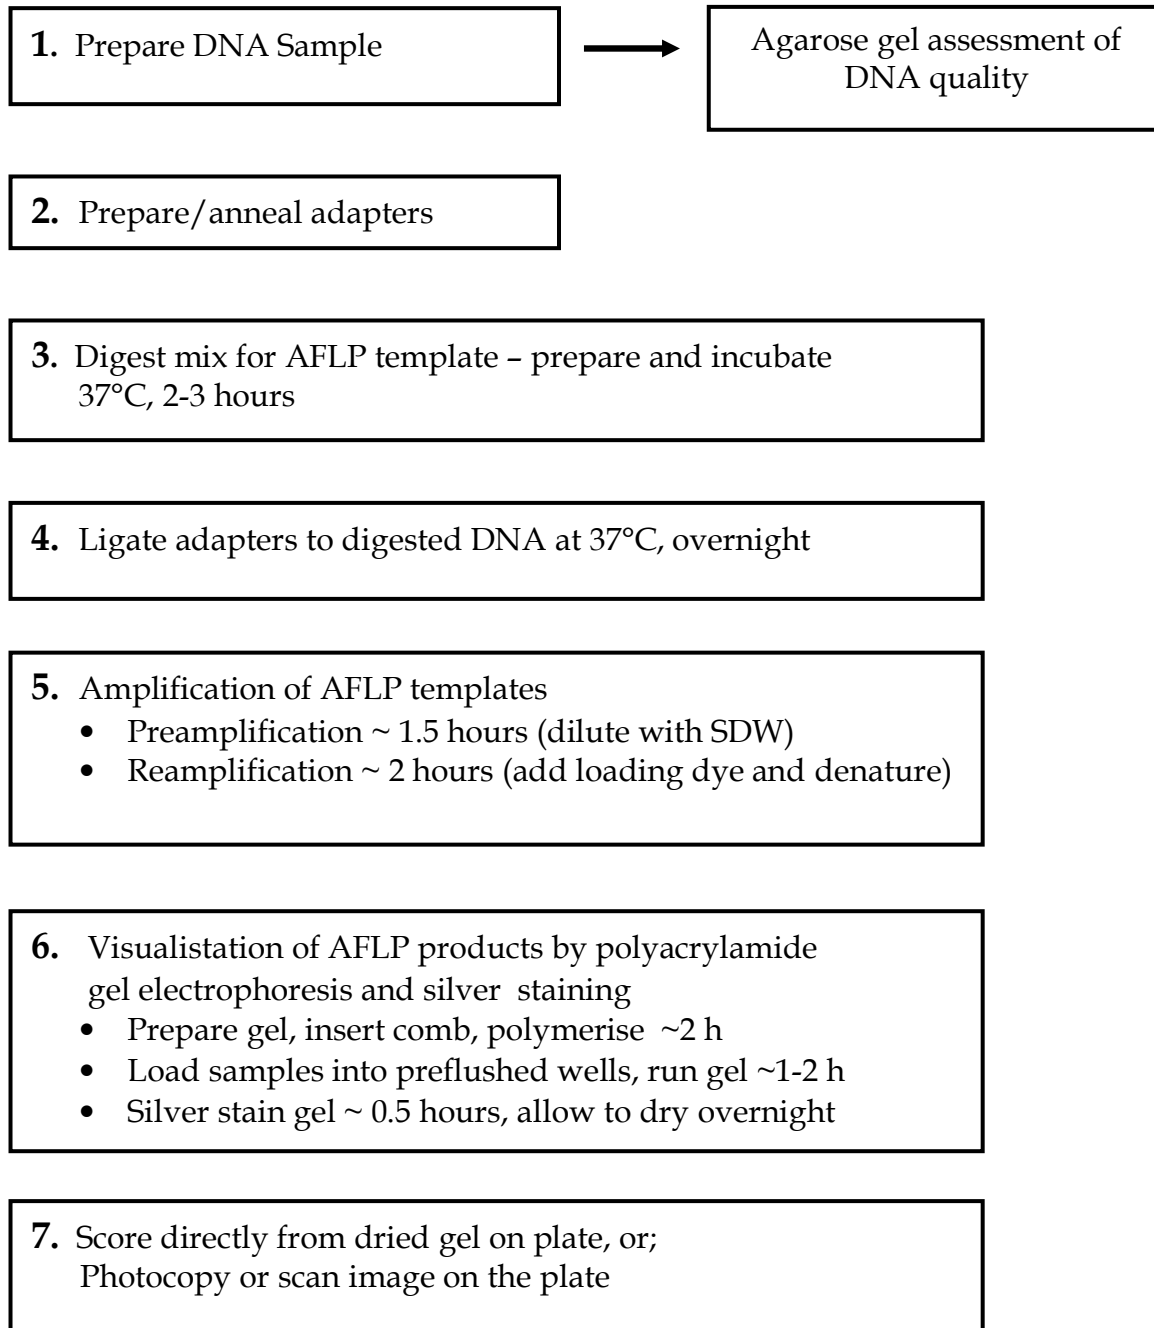 1. Prepare DNA Sample
Agarose gel assessment of
DNA quality
2. Prepare/anneal adapters
3. Digest mix for AFLP template – prepare and incubate
37°C, 2-3 hours
4. Ligate adapters to digested DNA at 37°C, overnight
5. Amplification of AFLP templates
• Preamplification ~ 1.5 hours (dilute with SDW)
• Reamplification ~ 2 hours (add loading dye and denature)
6. Visualistation of AFLP products by polyacrylamide
gel electrophoresis and silver staining
• Prepare gel, insert comb, polymerise ~2 h
• Load samples into preflushed wells, run gel ~1-2 h
• Silver stain gel ~ 0.5 hours, allow to dry overnight
7. Score directly from dried gel on plate, or;
Photocopy or scan image on the plate